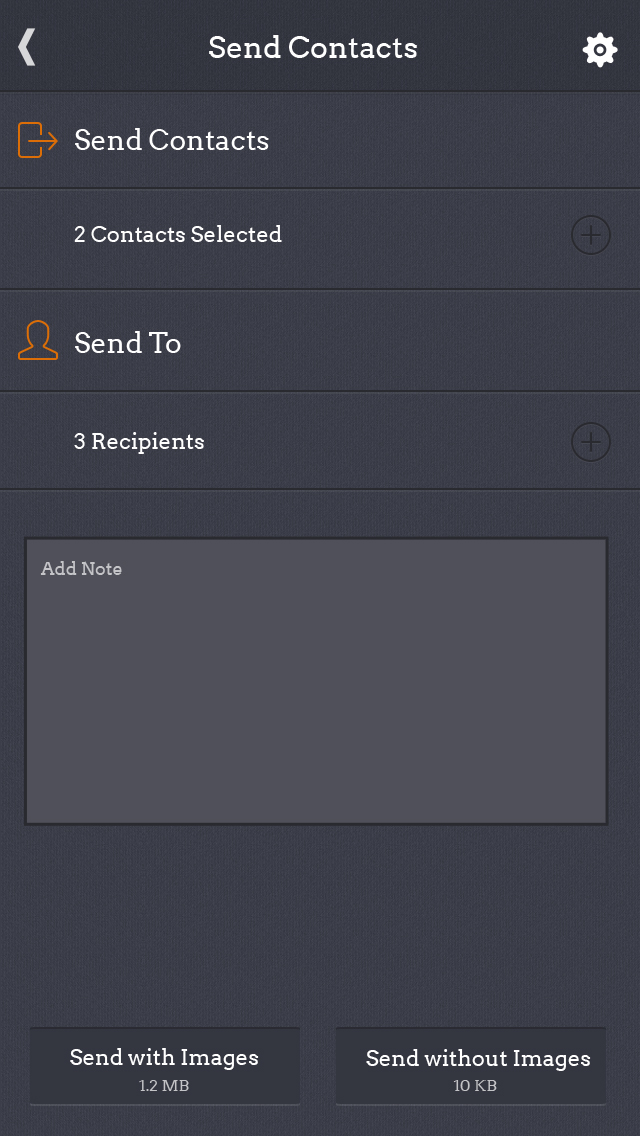 Send Contacts
Send Contacts
2 Contacts Selected
Send To
3 Recipients
Add Note
Send with Images
1.2 MB
Send without Images
10 KB